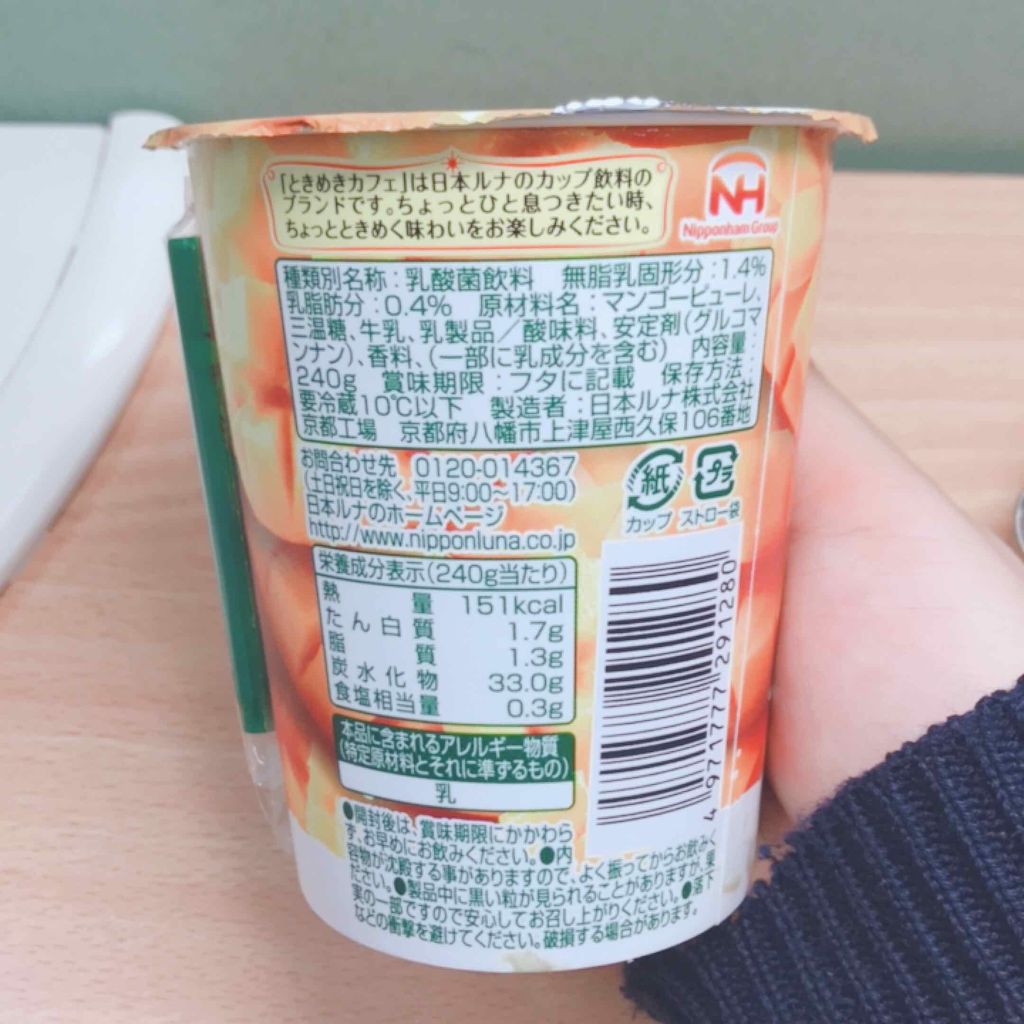 「ときめきカフェ」は日本ルナのカップ飲料の
ブランドです。ちょっとひと息つきたい時、
ちょっとときめく味わいをお楽しみください。
NH
Nipponham Group
種類別名称:乳酸菌飲料 無脂乳固形分:1.4%
乳脂肪分:0.4% 原材料名:マンゴーピューレ、
三温糖、牛乳、乳製品/酸味料、安定剤(グルコマ
ンナン)、香料、(一部に乳成分を含む) 内容量:
240g 賞味期限:フタに記載 保存方法:
要冷蔵10℃以下 製造者:日本ルナ株式会社
京都工場 京都府八幡市上津屋西久保106番地
お問合わせ先 0120-014367
(土日祝日を除く、平日9:00~17:00)
日本ルナのホームページ
http://www.nipponluna.co.jp
紙
カップ
プラ
ストロー袋
栄養成分表示(240g当たり)
熱量 151kcal
たん白質 1.7g
脂質 1.3g
炭水化物 33.0g
食塩相当量 0.3g
4971777291280
本品に含まれるアレルギー物質
(特定原材料とそれに準ずるもの)
乳
●開封後は、賞味期限にかかわら
ず、お早めにお飲みください。●内
容物が沈殿する事がありますので、よく振ってからお飲みく
ださい。●製品中に黒い粒が見られることがありますが、果
実の一部ですので安心してお召し上がりください。●落下
などの衝撃を避けてください。破損する場合があります。